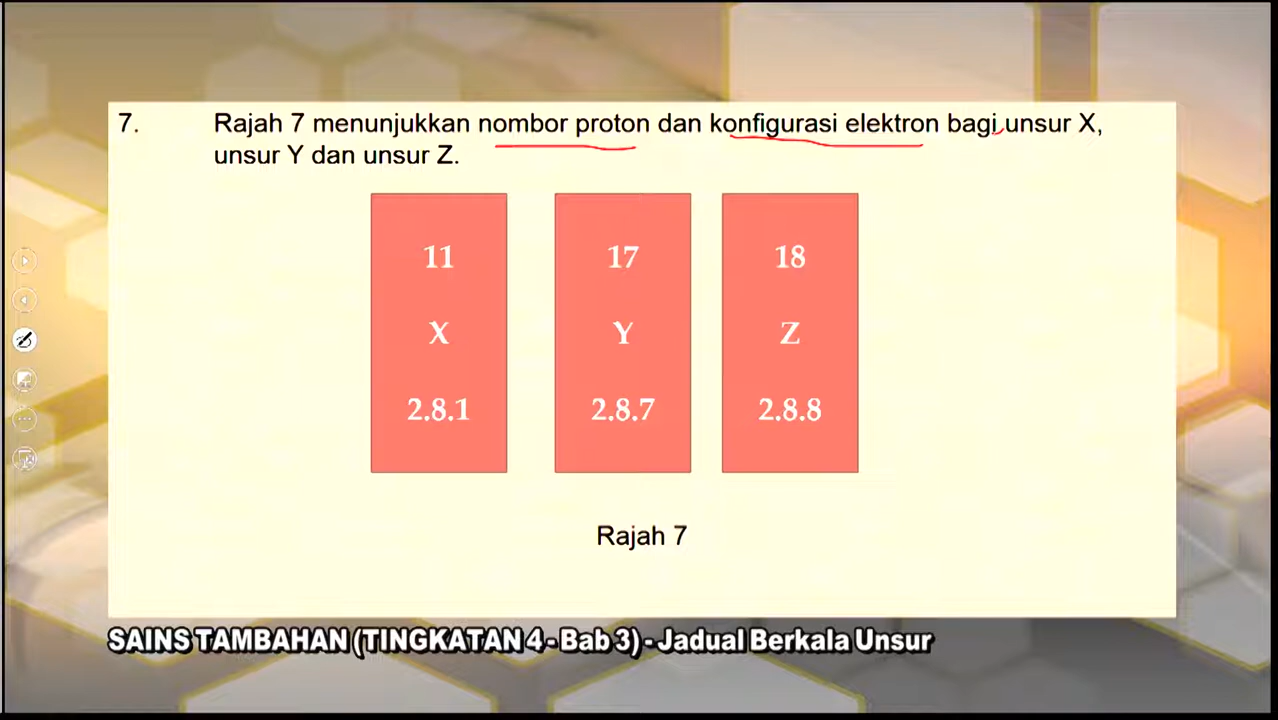 7. Rajah 7 menunjukkan nombor proton dan konfigurasi elektron bagi unsur X,
unsur Y dan unsur Z.
11 17 18
X Y Z
2.8.1 2.8.7 2.8.8
Rajah 7
SAINS TAMBAHAN (TINGKATAN 4 - Bab 3) - Jadual Berkala Unsur